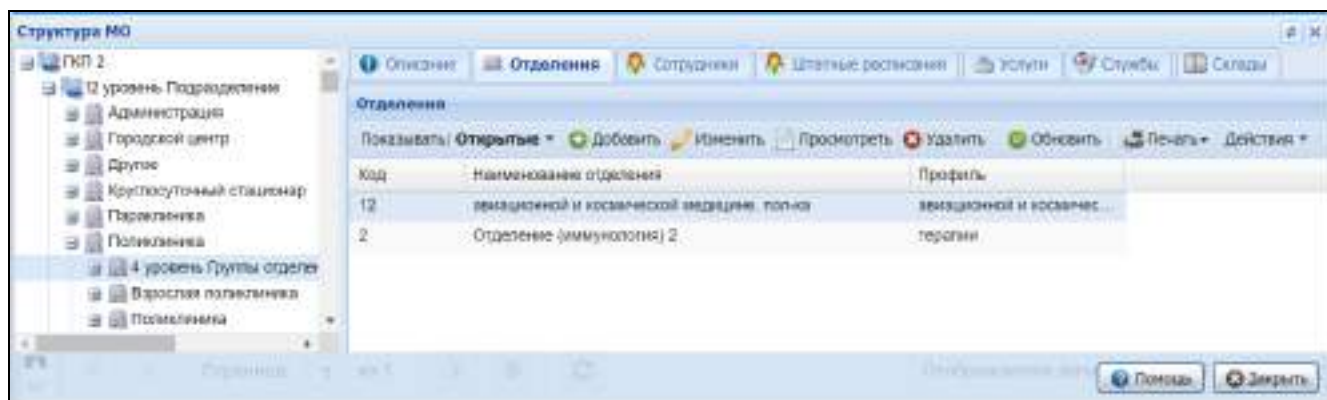 Структура МО
ГКП 2
12 уровень Подразделение
Администрация
Городской центр
Другое
Круглосуточный стационар
Параклиника
Поликлиника
4 уровень Группы отделен
Взрослая поликлиника
Поликлиника
Описание Отделения Сотрудники Штатные расписания Услуги Службы Склады
Отделения
Показывать: Открытые Добавить Изменить Просмотреть Удалить Обновить Печать Действия
Код Наименование отделения Профиль
12 авиационной и космической медицине. пол-ка авиационной и космичес...
2 Отделение (иммунология) 2 терапии
Страница из 1
Помощь Закрыть